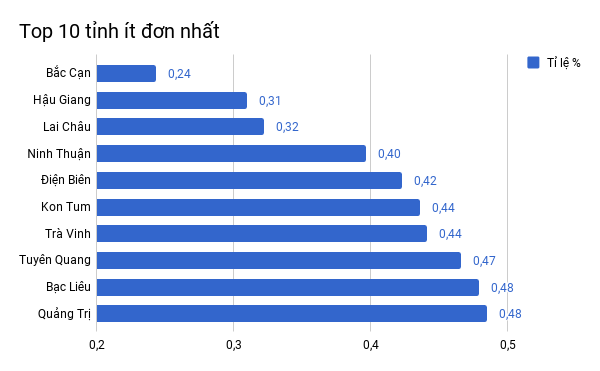 Top 10 tỉnh ít đơn nhất
Tỉ lệ %
Bắc Cạn 0,24
Hậu Giang 0,31
Lai Châu 0,32
Ninh Thuận 0,40
Điện Biên 0,42
Kon Tum 0,44
Trà Vinh 0,44
Tuyên Quang 0,47
Bạc Liêu 0,48
Quảng Trị 0,48
0,2 0,3 0,4 0,5